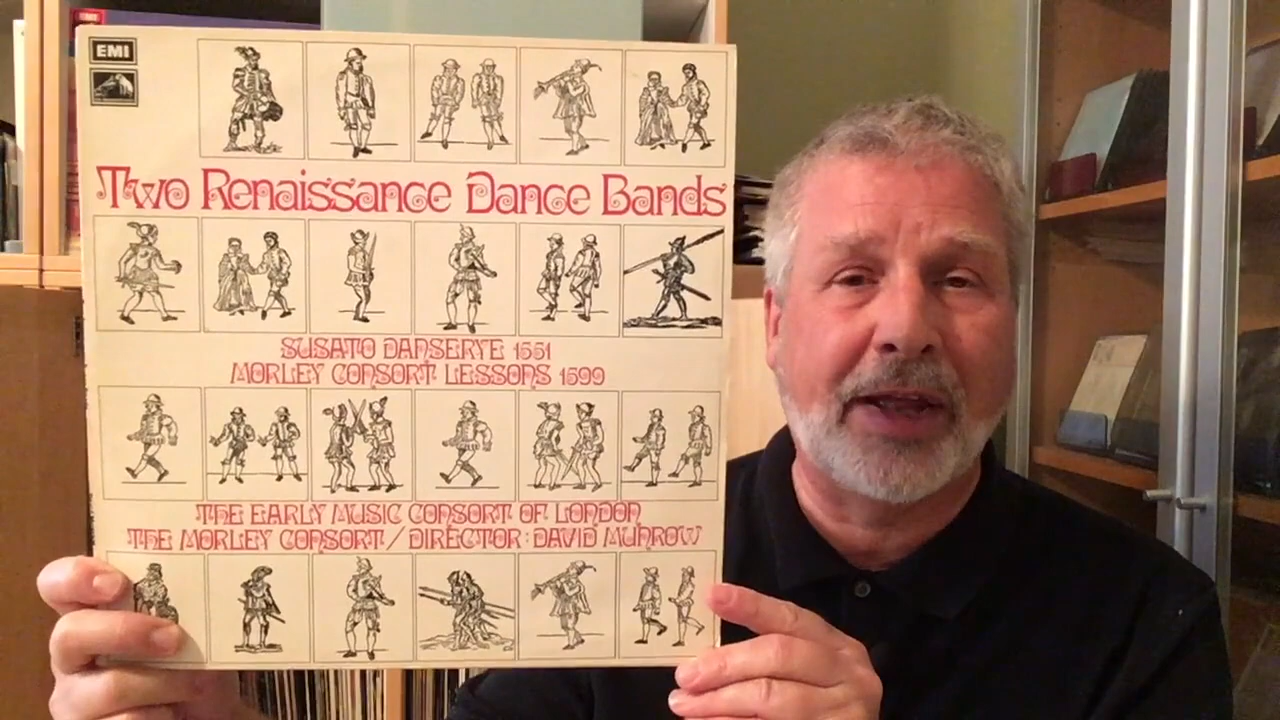 EMI
Two Renaissance Dance Bands
SUSATO DANSERYE 1551
MORLEY CONSORT LESSONS 1599
THE EARLY MUSIC CONSORT OF LONDON
THE MORLEY CONSORT / DIRECTOR: DAVID MUNROW